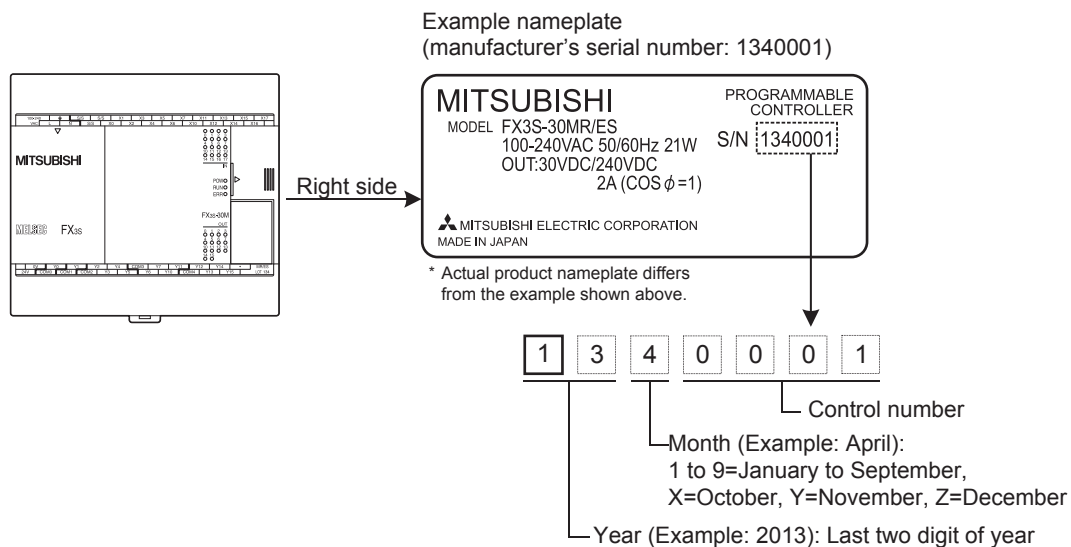 Example nameplate
(manufacturer's serial number: 1340001)
MITSUBISHI
PROGRAMMABLE
CONTROLLER
MODEL FX3S-30MR/ES
100-240VAC 50/60Hz 21W
OUT:30VDC/240VDC
2A (COS ϕ =1)
S/N 1340001
MITSUBISHI ELECTRIC CORPORATION
MADE IN JAPAN
* Actual product nameplate differs
from the example shown above.
Right side
MITSUBISHI
POW
RUN
ERR
FX3S-30M
OUT
MELSEC FX3S
1 3 4 0 0 0 1
Control number
Month (Example: April):
1 to 9=January to September,
X=October, Y=November, Z=December
Year (Example: 2013): Last two digit of year